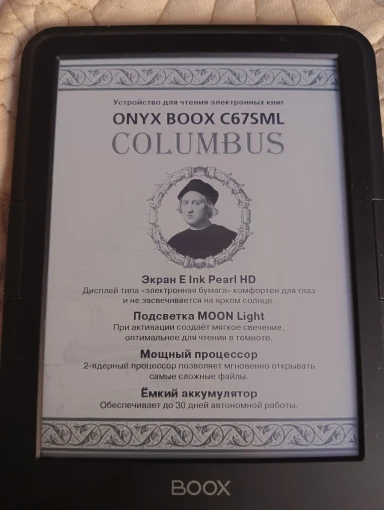 Устройство для чтения электронных книг
ONYX BOOX C67SML
COLUMBUS
Экран E Ink Pearl HD
Дисплей типа «электронная бумага» комфортен для глаз
и не засвечивается на ярком солнце.
Подсветка MOON Light
При активации создаёт мягкое свечение,
оптимальное для чтения в темноте.
Мощный процессор
2-ядерный процессор позволяет мгновенно открывать
самые сложные файлы.
Ёмкий аккумулятор
Обеспечивает до 30 дней автономной работы.
BOOX